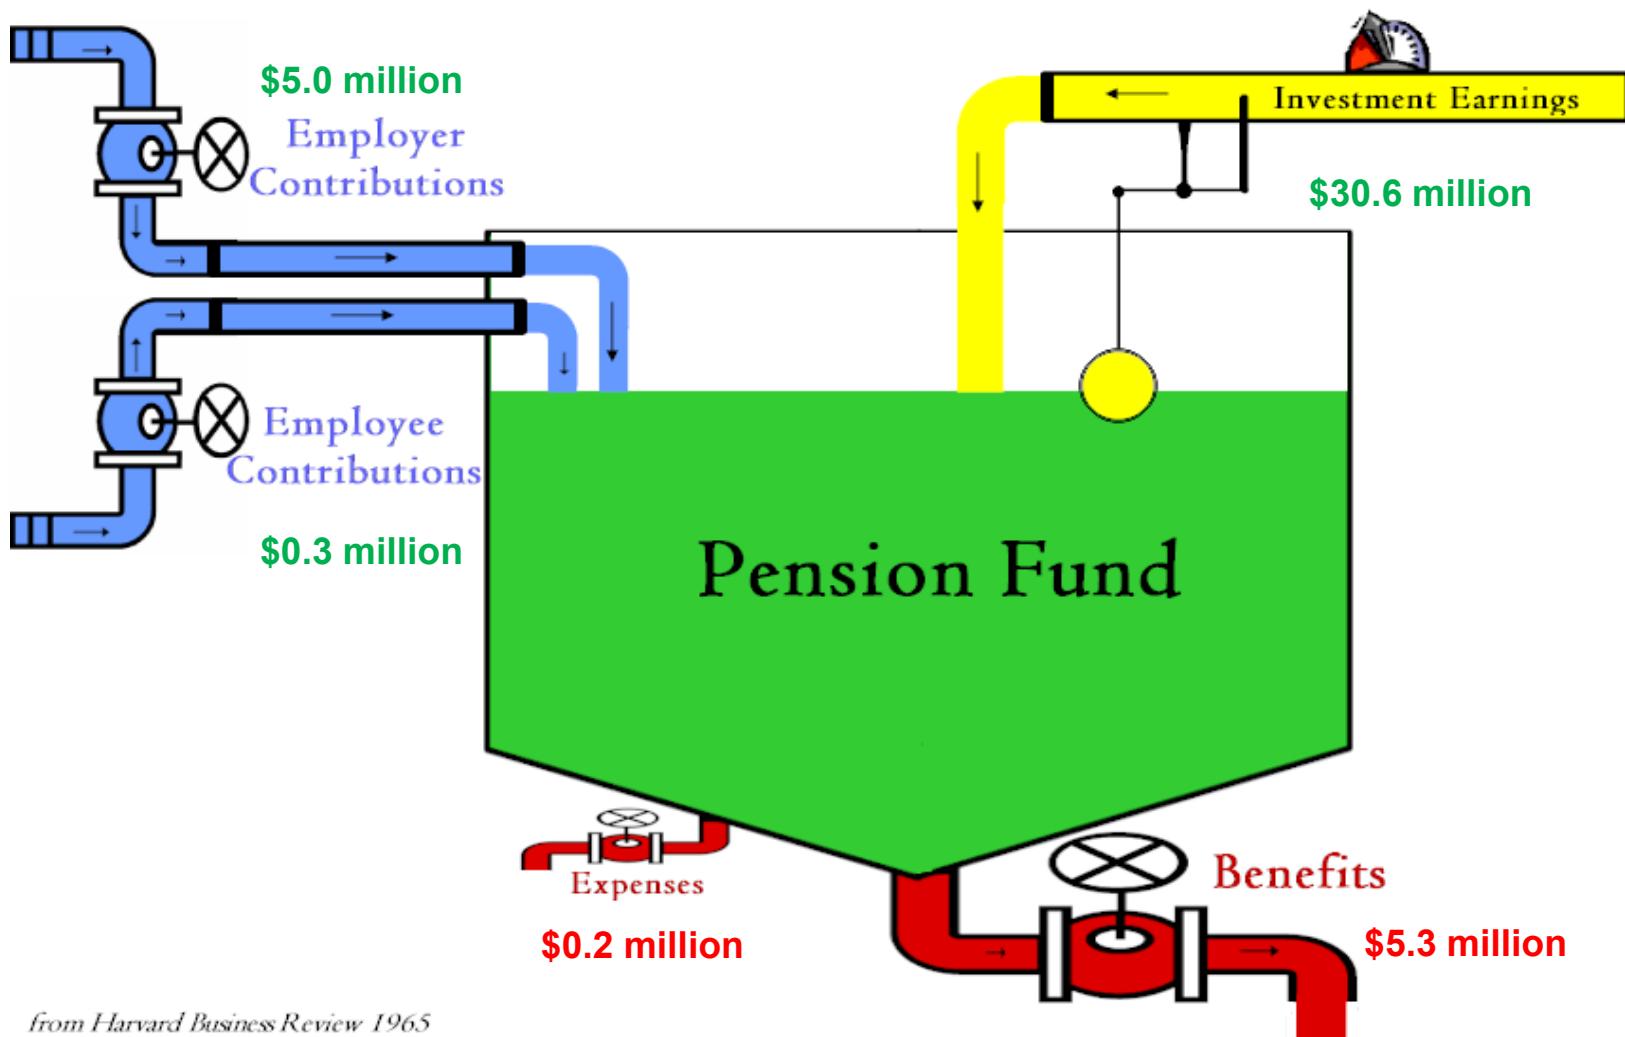 $5.0 million
Employer
Contributions
Investment Earnings
$30.6 million
Employee
Contributions
$0.3 million
Pension Fund
Expenses
$0.2 million
Benefits
$5.3 million
from Harvard Business Review 1965